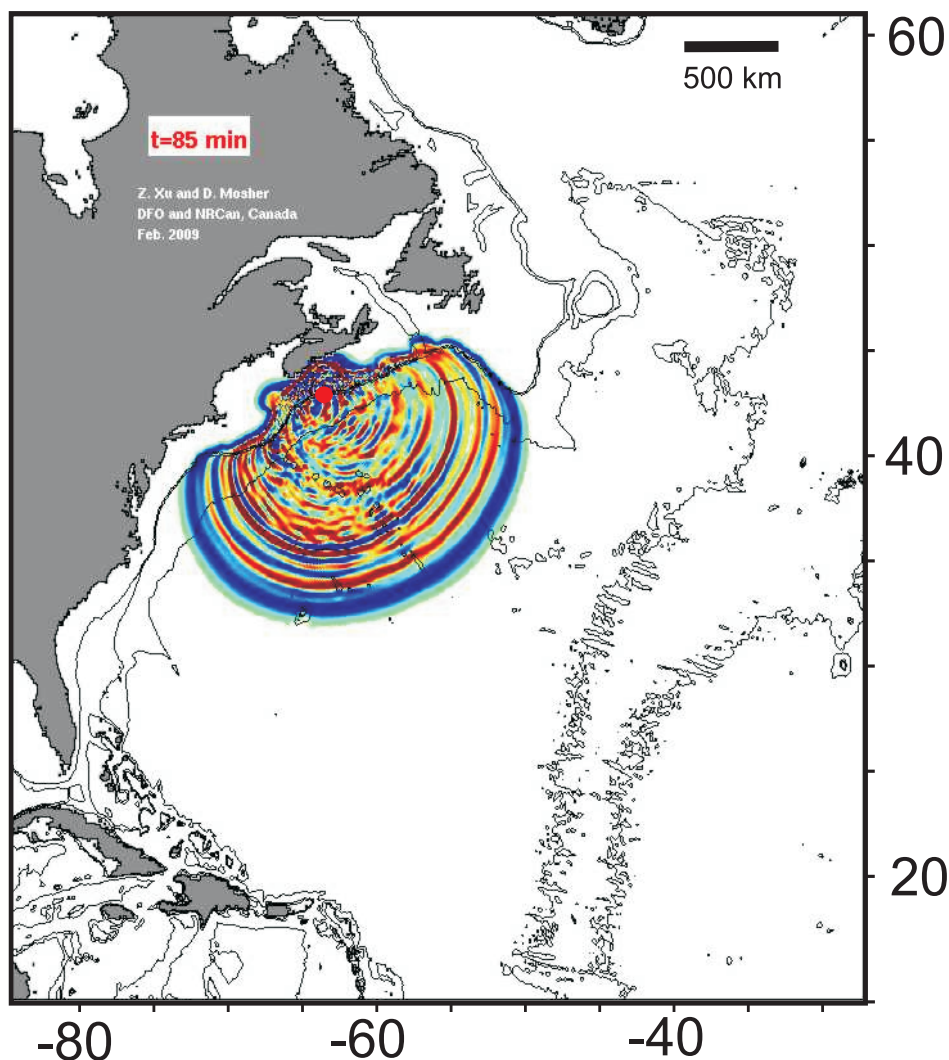 60
500 km
t=85 min
Z. Xu and D. Mosher
DFO and NRCan, Canada
Feb. 2009
40
20
-80
-60
-40